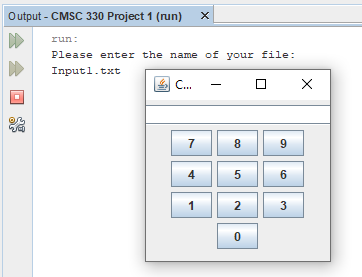 Output - CMSC 330 Project 1 (run)
run:
Please enter the name of your file:
Input1.txt
C...
7 8 9
4 5 6
1 2 3
0